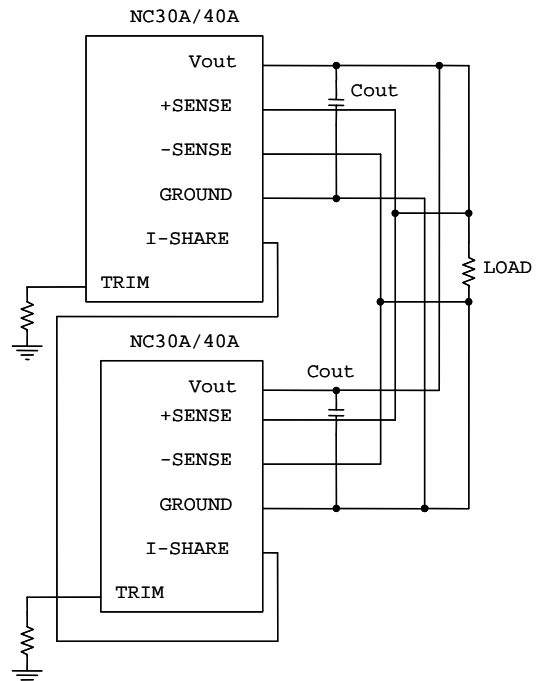 NC30A/40A
Vout
Cout
+SENSE
-SENSE
GROUND
I-SHARE
LOAD
TRIM
NC30A/40A
Cout
Vout
+SENSE
-SENSE
GROUND
I-SHARE
TRIM